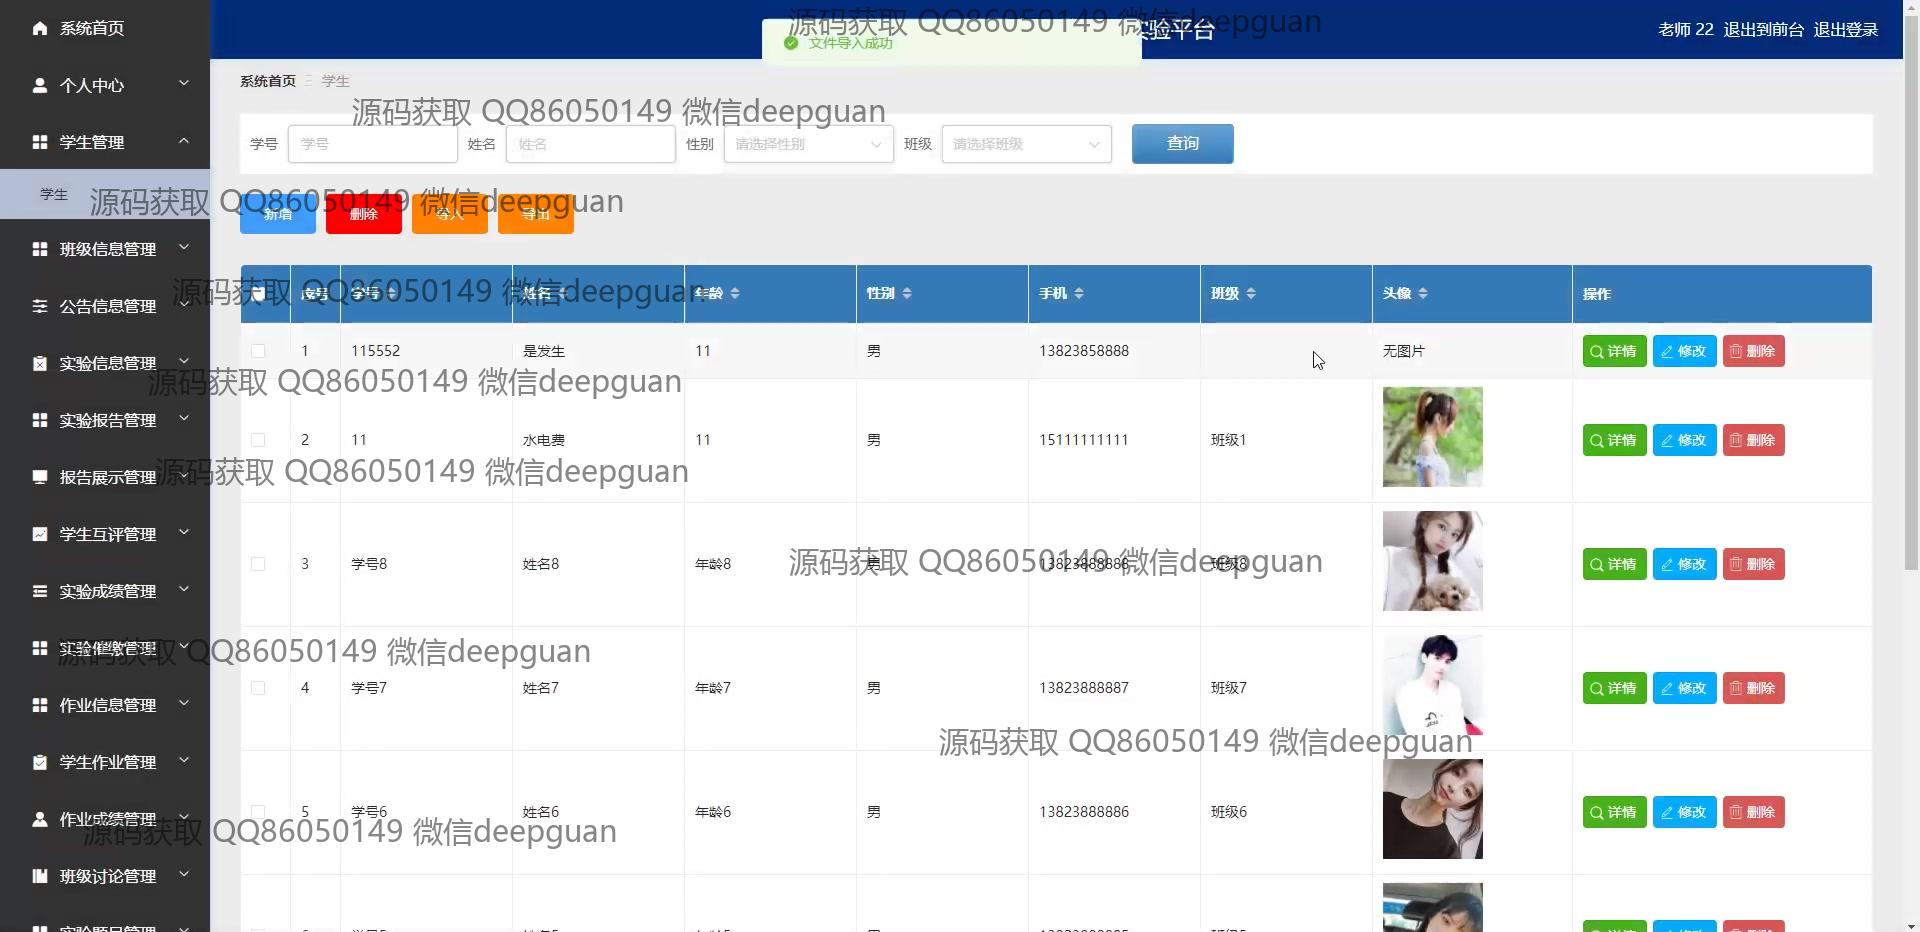 系统首页
个人中心
学生管理
学生
班级信息管理
公告信息管理
实验信息管理
实验报告管理
报告展示管理
学生互评管理
实验成绩管理
实验催缴管理
作业信息管理
学生作业管理
作业成绩管理
班级讨论管理
实验题目管理
实验平台
老师 22 退出到前台 退出登录
文件导入成功
系统首页 学生
学号 学号 姓名 姓名 性别 请选择性别 班级 请选择班级 查询
新增 删除 导入 导出
序号 学号 姓名 年龄 性别 手机 班级 头像 操作
1 115552 是发生 11 男 13823858888 无图片 详情 修改 删除
2 11 水电费 11 男 15111111111 班级1 详情 修改 删除
3 学号8 姓名8 年龄8 男 13823888888 班级8 详情 修改 删除
4 学号7 姓名7 年龄7 男 13823888887 班级7 详情 修改 删除
5 学号6 姓名6 年龄6 男 13823888886 班级6 详情 修改 删除
源码获取 QQ86050149 微信deepguan
源码获取 QQ86050149 微信deepguan
源码获取 QQ86050149 微信deepguan
源码获取 QQ86050149 微信deepguan
源码获取 QQ86050149 微信deepguan
源码获取 QQ86050149 微信deepguan
源码获取 QQ86050149 微信deepguan
源码获取 QQ86050149 微信deepguan
源码获取 QQ86050149 微信deepguan
源码获取 QQ86050149 微信deepguan